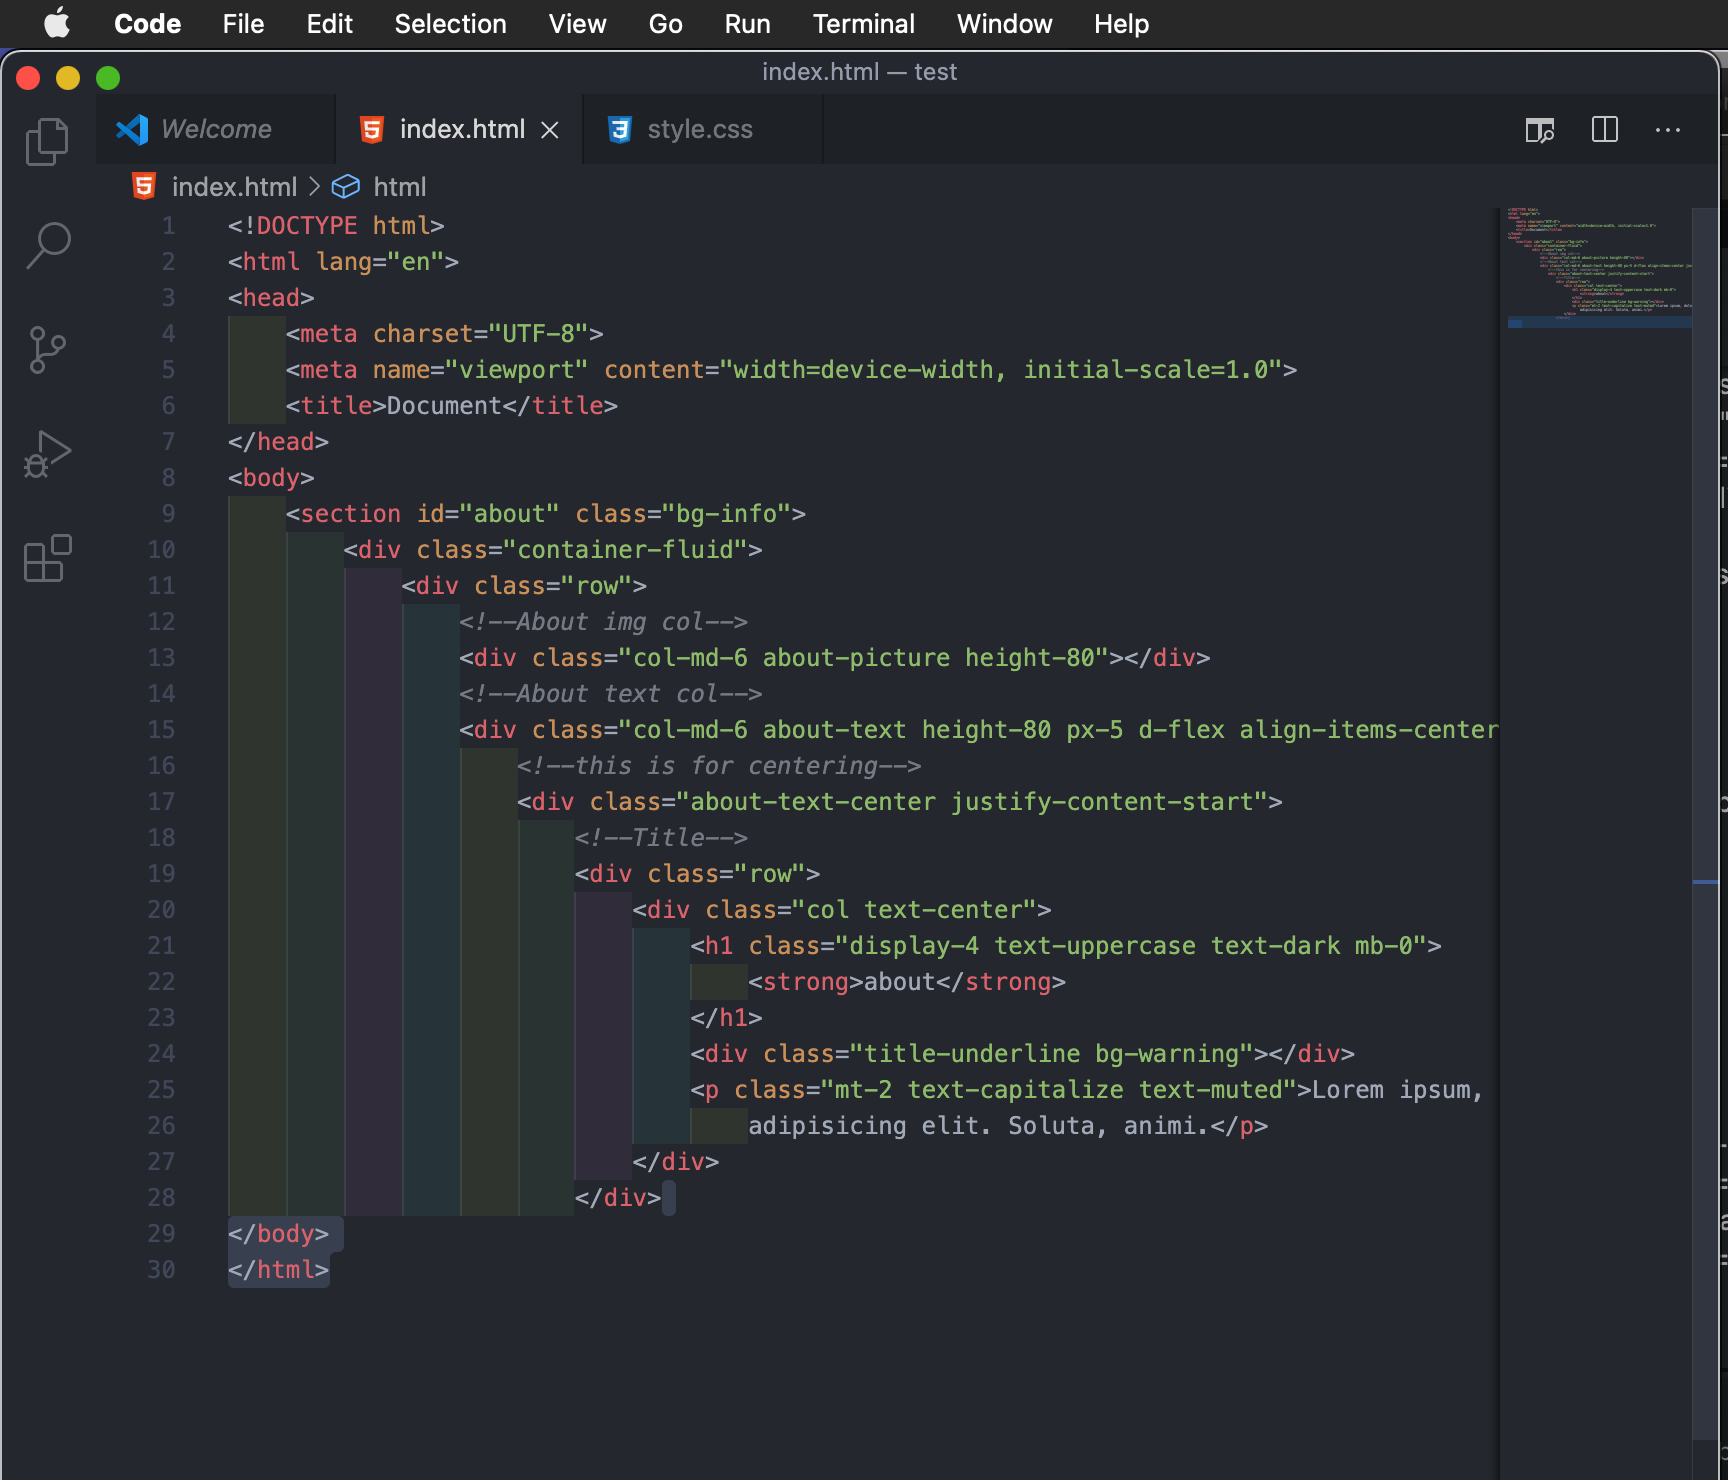 Code File Edit Selection View Go Run Terminal Window Help
index.html — test
Welcome index.html style.css
index.html > html
1 <!DOCTYPE html>
2 <html lang="en">
3 <head>
4 <meta charset="UTF-8">
5 <meta name="viewport" content="width=device-width, initial-scale=1.0">
6 <title>Document</title>
7 </head>
8 <body>
9 <section id="about" class="bg-info">
10 <div class="container-fluid">
11 <div class="row">
12 <!--About img col-->
13 <div class="col-md-6 about-picture height-80"></div>
14 <!--About text col-->
15 <div class="col-md-6 about-text height-80 px-5 d-flex align-items-center
16 <!--this is for centering-->
17 <div class="about-text-center justify-content-start">
18 <!--Title-->
19 <div class="row">
20 <div class="col text-center">
21 <h1 class="display-4 text-uppercase text-dark mb-0">
22 <strong>about</strong>
23 </h1>
24 <div class="title-underline bg-warning"></div>
25 <p class="mt-2 text-capitalize text-muted">Lorem ipsum,
26 adipisicing elit. Soluta, animi.</p>
27 </div>
28 </div>
29 </body>
30 </html>